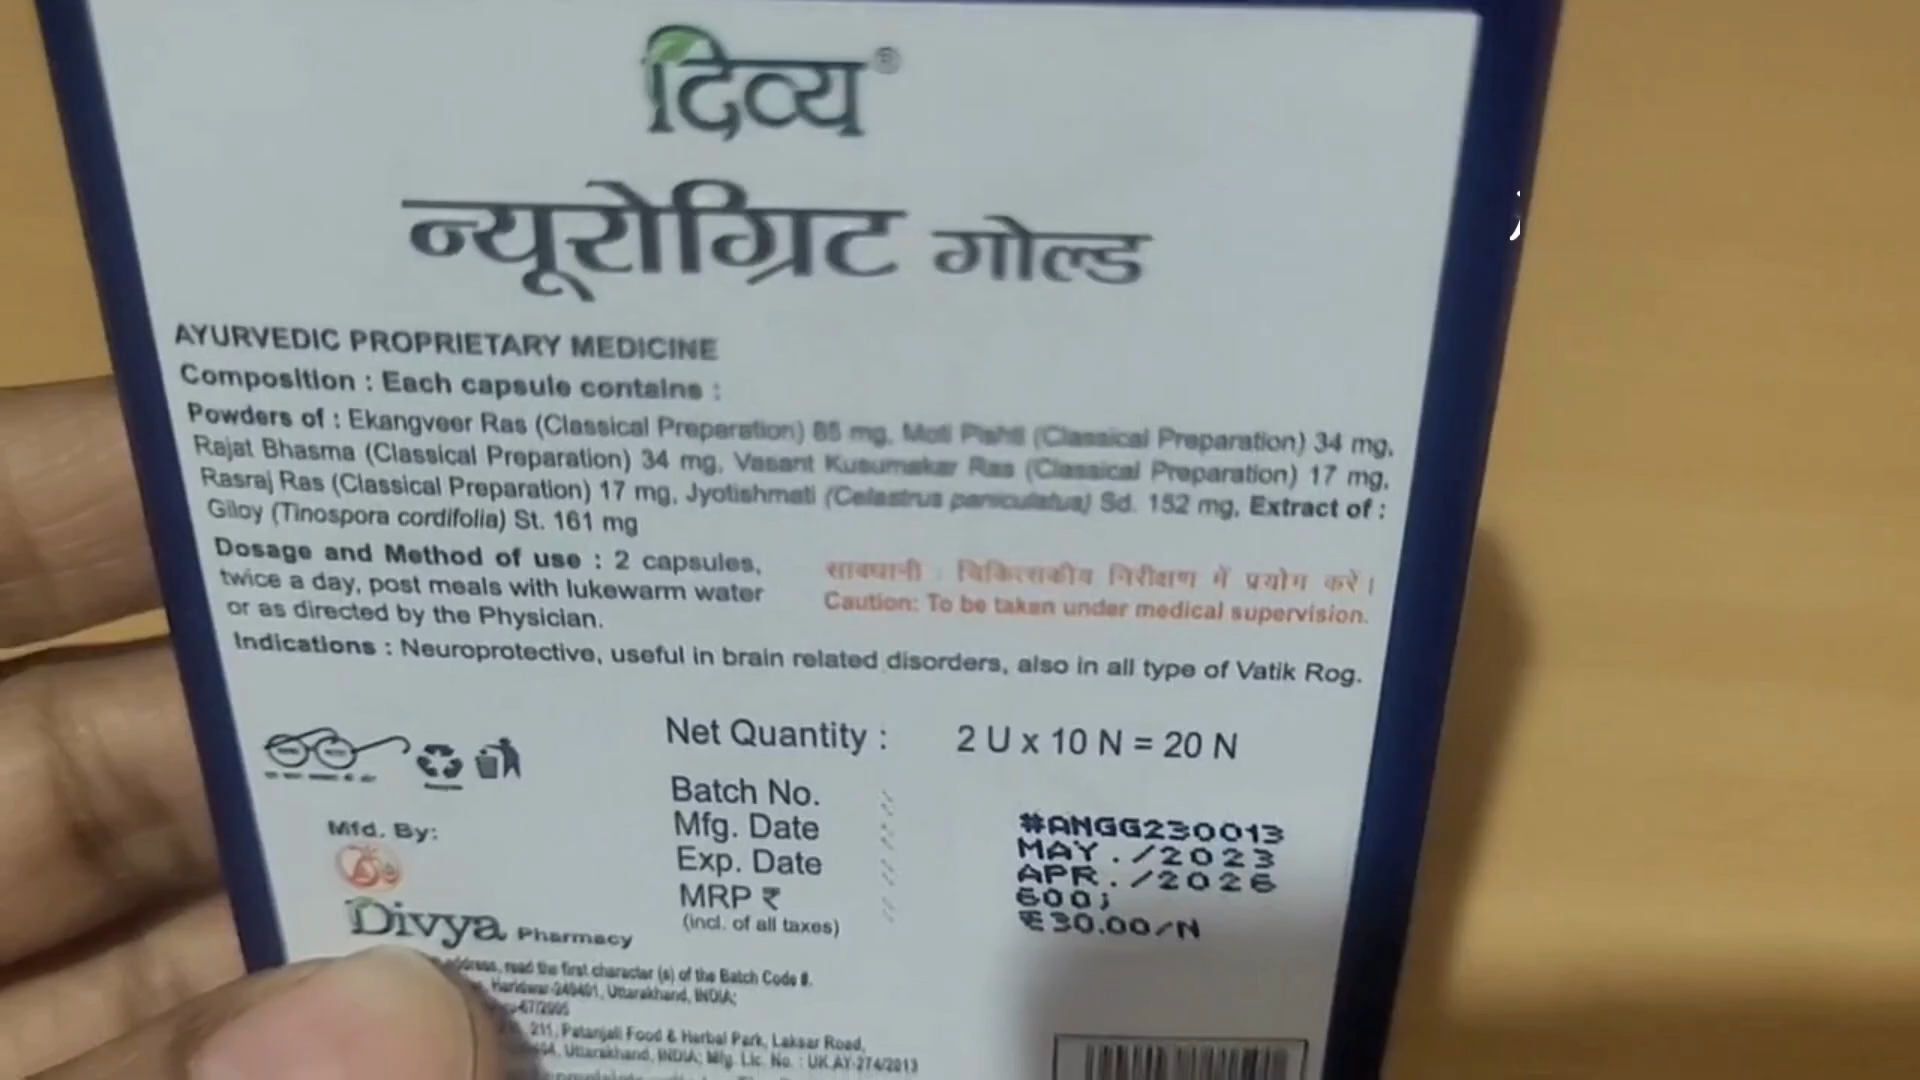 दिव्य®
न्यूरोग्रिट गोल्ड
AYURVEDIC PROPRIETARY MEDICINE
Composition : Each capsule contains :
Powders of : Ekangveer Ras (Classical Preparation) 85 mg, Moti Pishti (Classical Preparation) 34 mg,
Rajat Bhasma (Classical Preparation) 34 mg, Vasant Kusumakar Ras (Classical Preparation) 17 mg,
Rasraj Ras (Classical Preparation) 17 mg, Jyotishmati (Celastrus paniculatus) Sd. 152 mg, Extract of :
Giloy (Tinospora cordifolia) St. 161 mg
Dosage and Method of use : 2 capsules,
twice a day, post meals with lukewarm water
or as directed by the Physician.
सावधानी : चिकित्सकीय निरीक्षण में प्रयोग करें।
Caution: To be taken under medical supervision.
Indications : Neuroprotective, useful in brain related disorders, also in all type of Vatik Rog.
Net Quantity : 2 U x 10 N = 20 N
Batch No. : #ANGG230013
Mfg. Date : MAY./2023
Exp. Date : APR./2026
MRP ₹ : 600;
(incl. of all taxes) ₹30.00/N
Mfd. By:
Divya Pharmacy
address, read the first character (s) of the Batch Code #.
Haridwar-249401, Uttarakhand, INDIA;
67/2005
211, Patanjali Food & Herbal Park, Laksar Road,
Uttarakhand, INDIA; Mfg. Lic. No. : UK.AY-274/2013